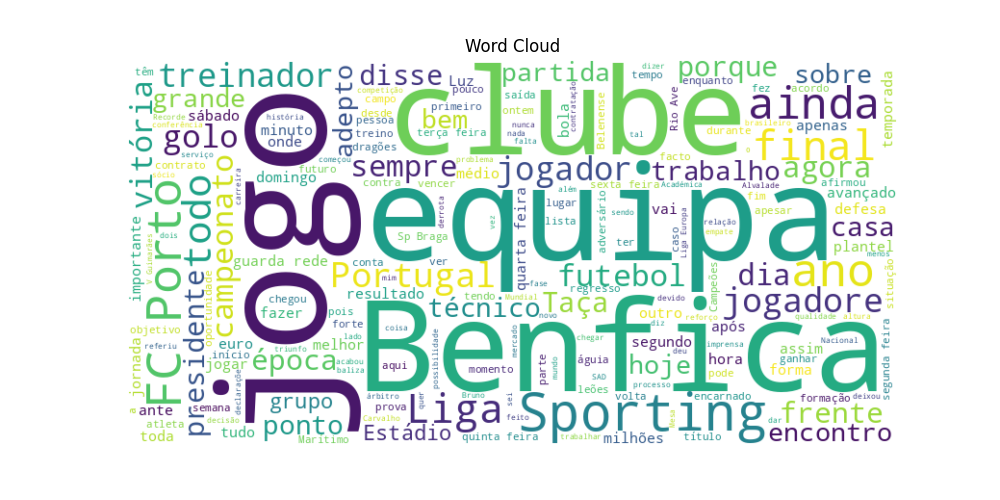 Word Cloud
têm
treinador
disse
Luz
partida
dizer
tempo
enquanto
porque
sobre
grande
vitória
adepto
clube
pouco
saída
ontem
fez
acordo
ainda
temporada
competição
campo
desde
primeiro
bem
nunca
nada
falta
bola
contratação
Belenense
Rio Ave
durante
apenas
brasileiro
o
tal
Recorde
conferência
sábado
golo
história
minuto
onde
pessoa
treino
dragões
terça feira
final
serviço
contrato
sócio
domingo
começou
futuro
sempre
contra
vencer
médio
problema
jogador
facto
trabalho
agora
afirmou
FC Porto
todo
campeonato
carreira
jogo
equipa
derrota
além
sexta feira
Académica
Alvalade
fim
apesar
avançado
defesa
importante
dois
V Guimarães
presidente
oportunidade
Sp Braga
vez
quarta feira
lugar
lista
sendo
adversário
ter
vai
caso
Liga Europa
relação
empate
casa
plantel
menos
situação
guarda rede
conta
ver
mim
Portugal
resultado
tendo
Mundial
fase
regresso
futebol
Campeões
dia
ano
chegou
fazer
pois
forte
técnico
novo
Taça
devido
outro
reforço
jogadore
qualidade
altura
objetivo
referiu
a jornada
euro
início
jogar
melhor
lado
coisa
Benfica
chegar
diz
segundo
deu
imprensa
após
Nacional
assim
ganhar
segunda feira
época
triunfo
acabou
baliza
aqui
possibilidade
momento
mercado
parte
mundo
águia
SAD
leões
hoje
processo
hora
pode
forma
ante
semana
declaraçõe
decisão
grupo
árbitro
prova
quer
Bruno
sei
feito
Liga
Sporting
volta
encarnado
formação
deixou
frente
atleta
toda
tudo
ponto
Marítimo
Carvalho
Estádio
quinta feira
trabalhar
milhões
Bessa
título
dar
encontro